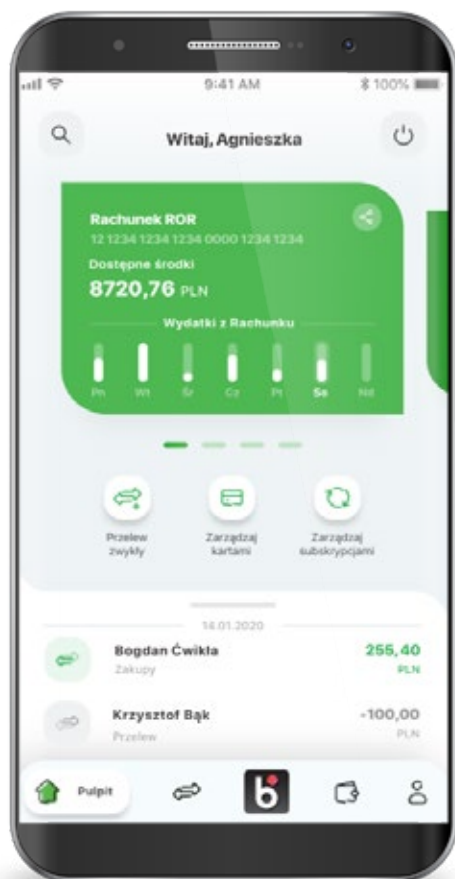 9:41 AM
100%
Witaj, Agnieszka
Rachunek ROR
12 1234 1234 1234 0000 1234 1234
Dostępne środki
8720,76 PLN
Wydatki z Rachunku
Pn Wt Śr Cz Pt So Nd
Przelew
zwykły
Zarządzaj
kartami
Zarządzaj
subskrypcjami
14.01.2020
Bogdan Ćwikła
255,40
Zakupy
PLN
Krzysztof Bąk
-100,00
Przelew
PLN
Pulpit
b